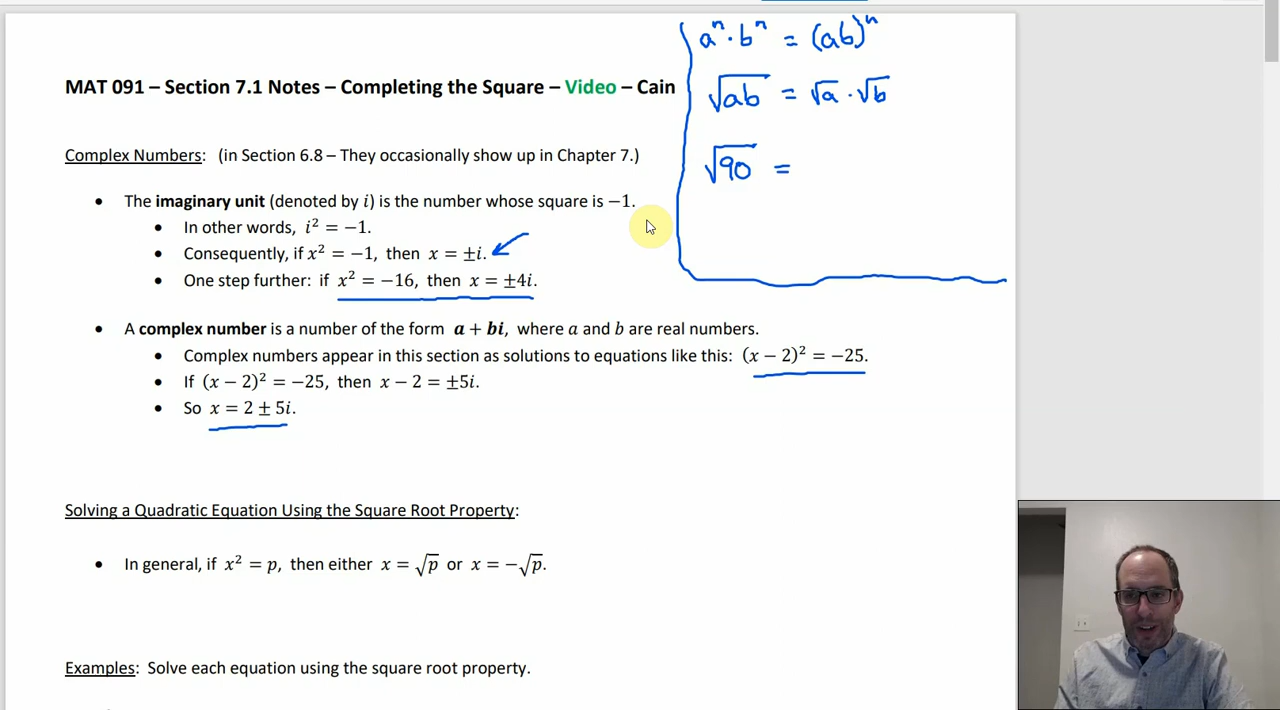 aⁿ · bⁿ = (ab)ⁿ
MAT 091 – Section 7.1 Notes – Completing the Square – Video – Cain
√ab = √a · √b
Complex Numbers: (in Section 6.8 – They occasionally show up in Chapter 7.)
√90 =
• The imaginary unit (denoted by i) is the number whose square is −1.
• In other words, i² = −1.
• Consequently, if x² = −1, then x = ±i.
• One step further: if x² = −16, then x = ±4i.
• A complex number is a number of the form a + bi, where a and b are real numbers.
• Complex numbers appear in this section as solutions to equations like this: (x − 2)² = −25.
• If (x − 2)² = −25, then x − 2 = ±5i.
• So x = 2 ± 5i.
Solving a Quadratic Equation Using the Square Root Property:
• In general, if x² = p, then either x = √p or x = −√p.
Examples: Solve each equation using the square root property.